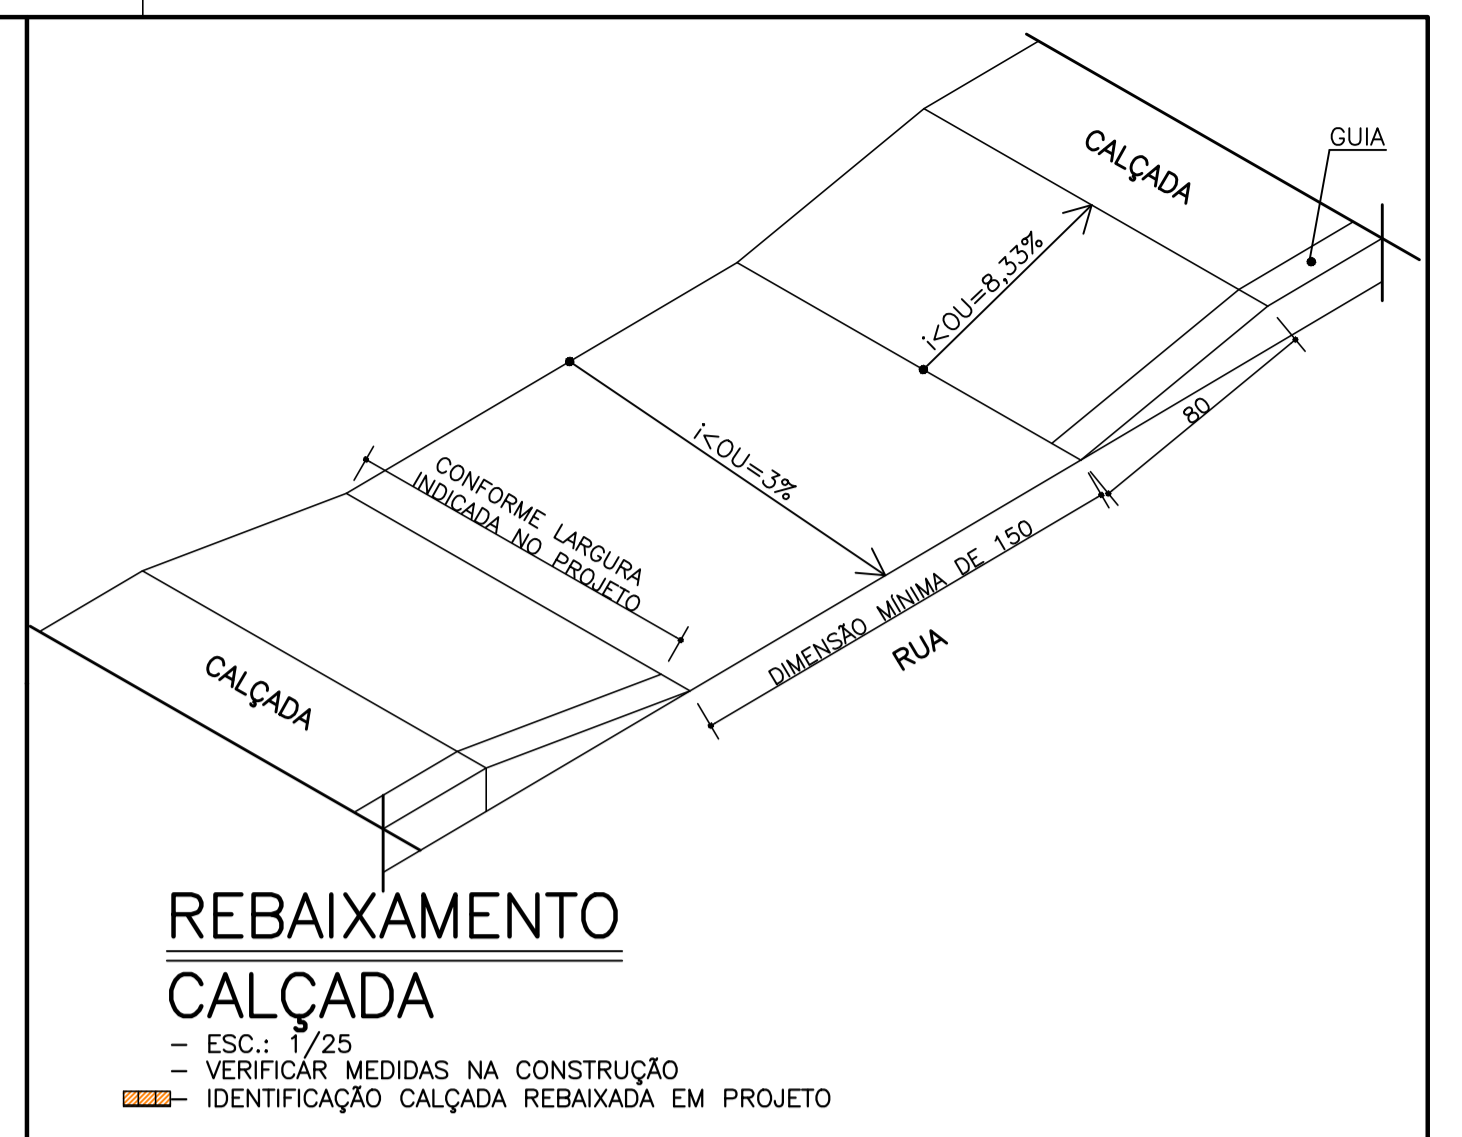 CALÇADA
GUIA
i<OU=8,33%
80
i<OU=3%
CONFORME LARGURA
INDICADA NO PROJETO
DIMENSÃO MÍNIMA DE 150
RUA
CALÇADA
REBAIXAMENTO
CALÇADA
- ESC.: 1/25
- VERIFICAR MEDIDAS NA CONSTRUÇÃO
- IDENTIFICAÇÃO CALÇADA REBAIXADA EM PROJETO